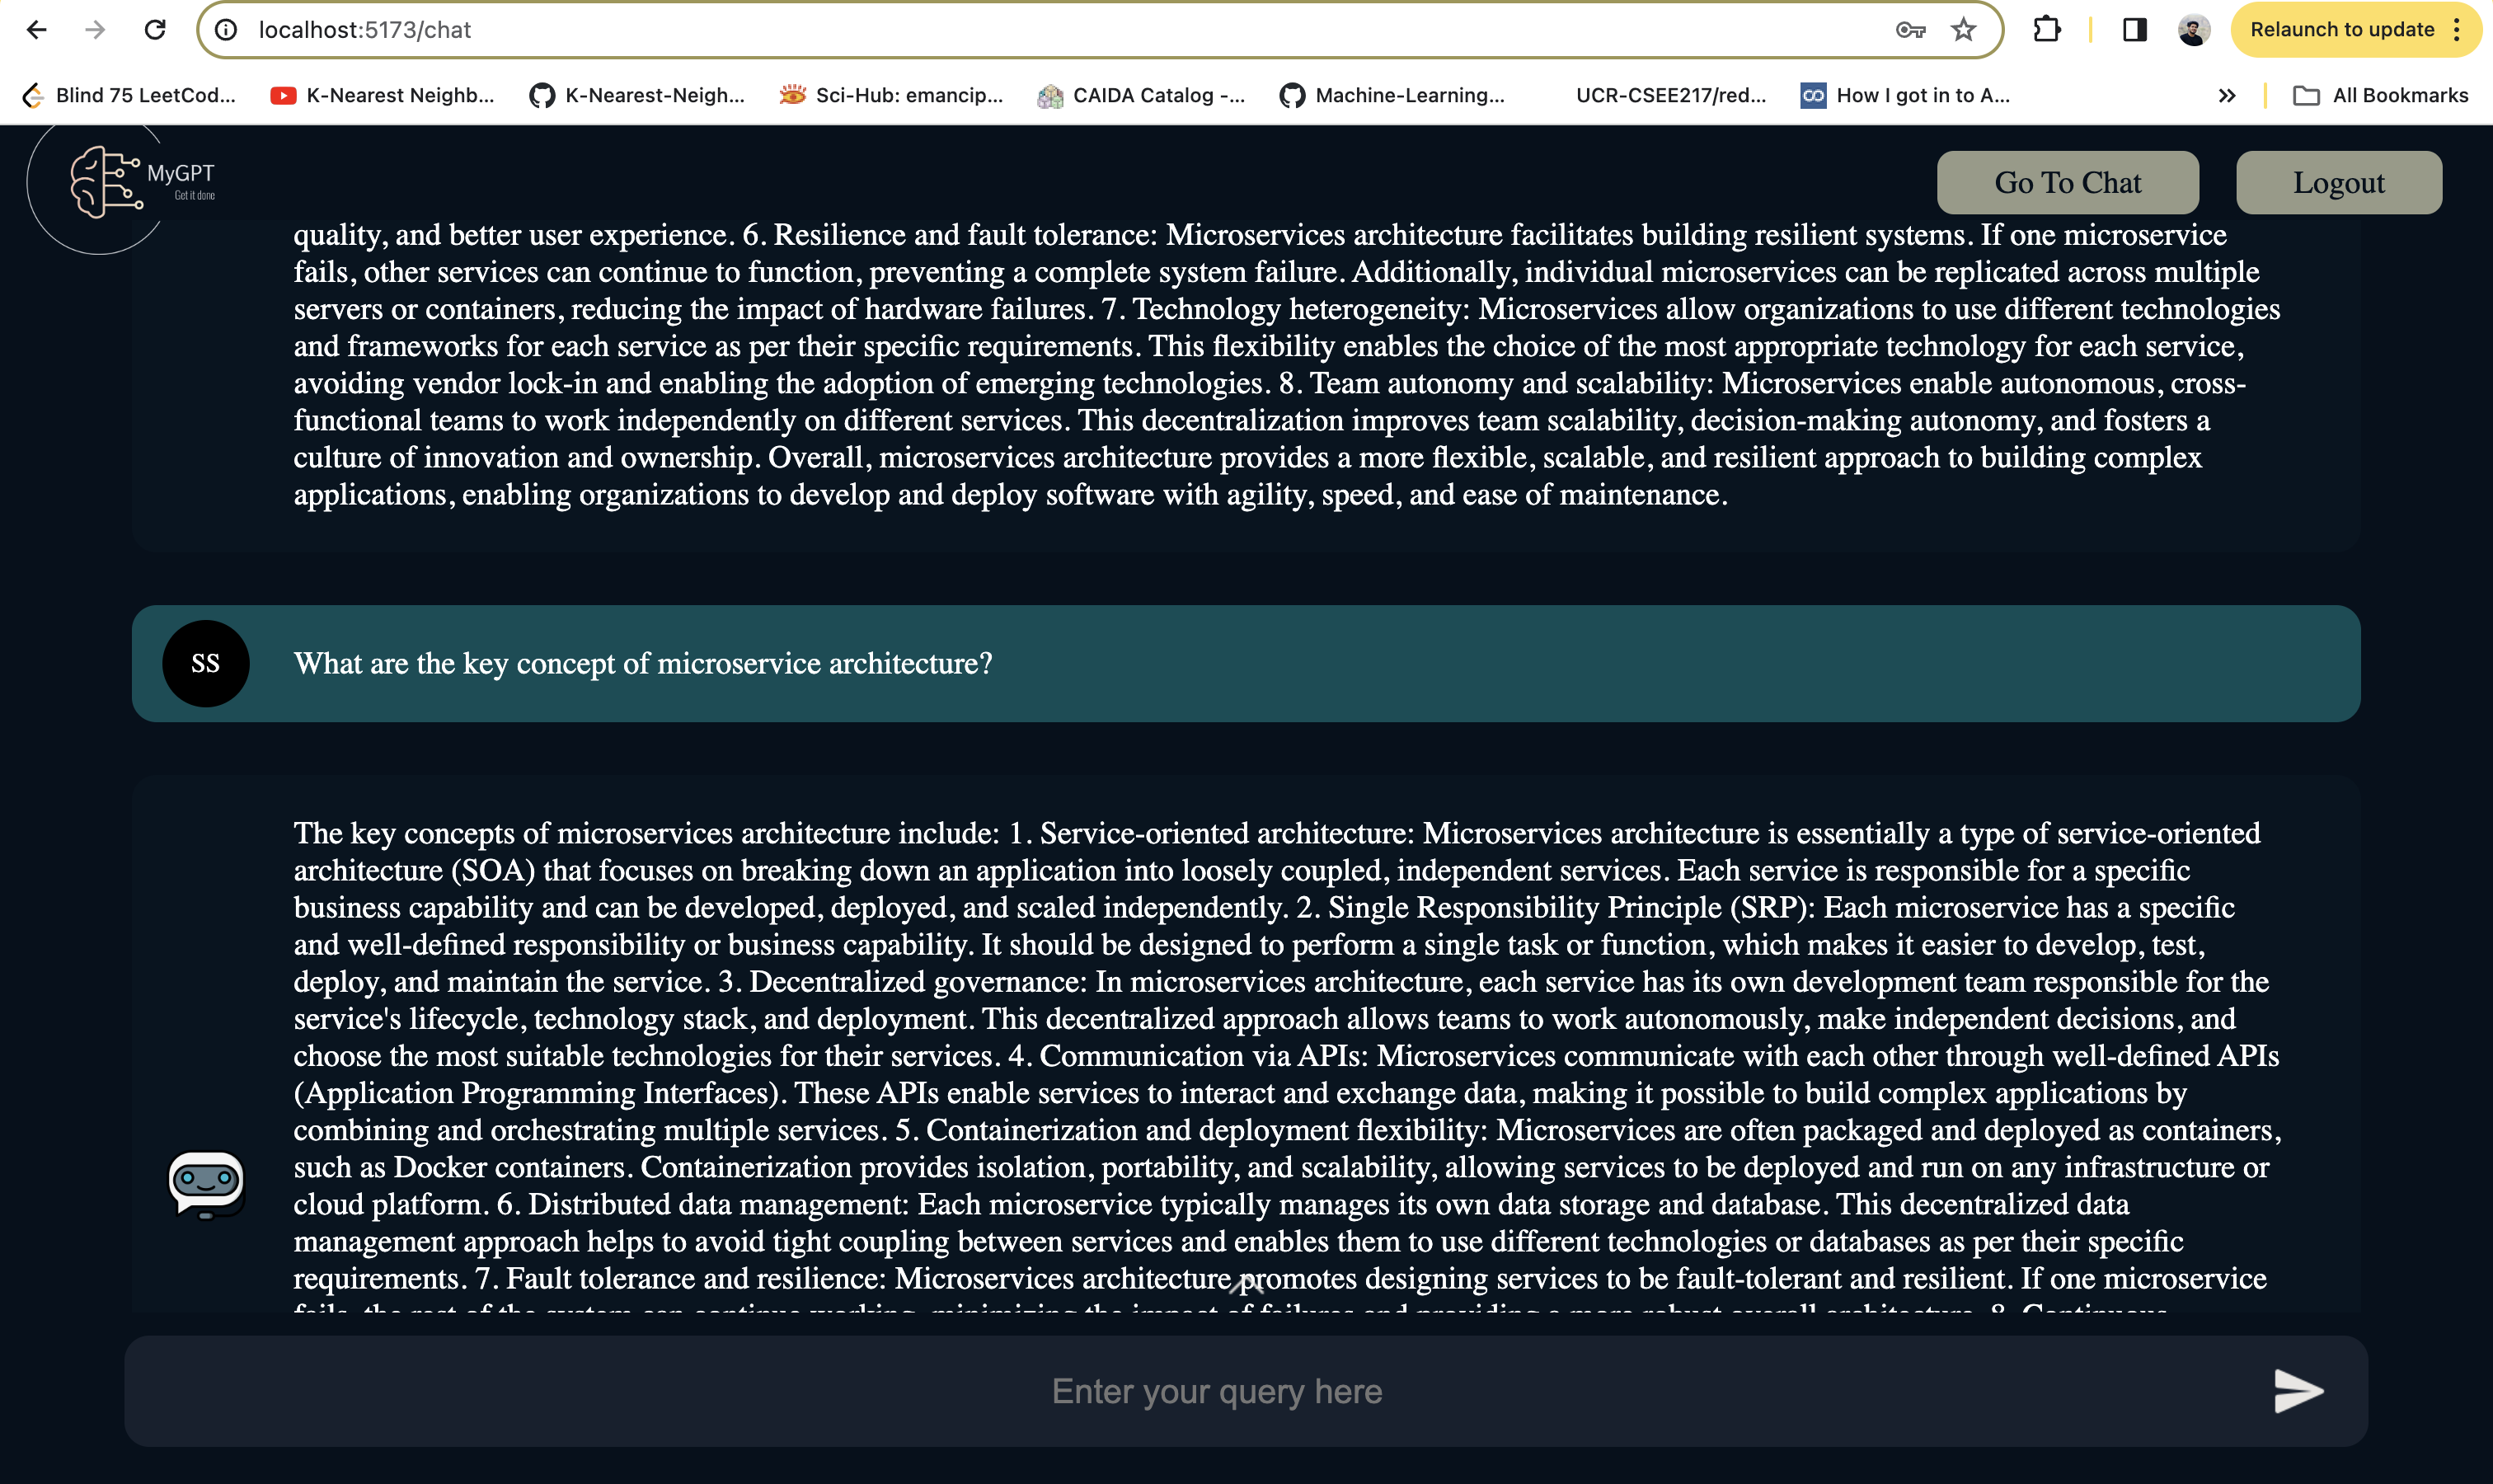 localhost:5173/chat
Relaunch to update
Blind 75 LeetCod...
K-Nearest Neighb...
K-Nearest-Neigh...
Sci-Hub: emancip...
CAIDA Catalog -...
Machine-Learning...
UCR-CSEE217/red...
How I got in to A...
All Bookmarks
MyGPT
Get it done
Go To Chat
Logout
quality, and better user experience. 6. Resilience and fault tolerance: Microservices architecture facilitates building resilient systems. If one microservice
fails, other services can continue to function, preventing a complete system failure. Additionally, individual microservices can be replicated across multiple
servers or containers, reducing the impact of hardware failures. 7. Technology heterogeneity: Microservices allow organizations to use different technologies
and frameworks for each service as per their specific requirements. This flexibility enables the choice of the most appropriate technology for each service,
avoiding vendor lock-in and enabling the adoption of emerging technologies. 8. Team autonomy and scalability: Microservices enable autonomous, cross-
functional teams to work independently on different services. This decentralization improves team scalability, decision-making autonomy, and fosters a
culture of innovation and ownership. Overall, microservices architecture provides a more flexible, scalable, and resilient approach to building complex
applications, enabling organizations to develop and deploy software with agility, speed, and ease of maintenance.
SS
What are the key concept of microservice architecture?
The key concepts of microservices architecture include: 1. Service-oriented architecture: Microservices architecture is essentially a type of service-oriented
architecture (SOA) that focuses on breaking down an application into loosely coupled, independent services. Each service is responsible for a specific
business capability and can be developed, deployed, and scaled independently. 2. Single Responsibility Principle (SRP): Each microservice has a specific
and well-defined responsibility or business capability. It should be designed to perform a single task or function, which makes it easier to develop, test,
deploy, and maintain the service. 3. Decentralized governance: In microservices architecture, each service has its own development team responsible for the
service's lifecycle, technology stack, and deployment. This decentralized approach allows teams to work autonomously, make independent decisions, and
choose the most suitable technologies for their services. 4. Communication via APIs: Microservices communicate with each other through well-defined APIs
(Application Programming Interfaces). These APIs enable services to interact and exchange data, making it possible to build complex applications by
combining and orchestrating multiple services. 5. Containerization and deployment flexibility: Microservices are often packaged and deployed as containers,
such as Docker containers. Containerization provides isolation, portability, and scalability, allowing services to be deployed and run on any infrastructure or
cloud platform. 6. Distributed data management: Each microservice typically manages its own data storage and database. This decentralized data
management approach helps to avoid tight coupling between services and enables them to use different technologies or databases as per their specific
requirements. 7. Fault tolerance and resilience: Microservices architecture promotes designing services to be fault-tolerant and resilient. If one microservice
fails, the rest of the system can continue working, minimizing the impact of failures and providing a more robust overall architecture. 8. Continuous
Enter your query here